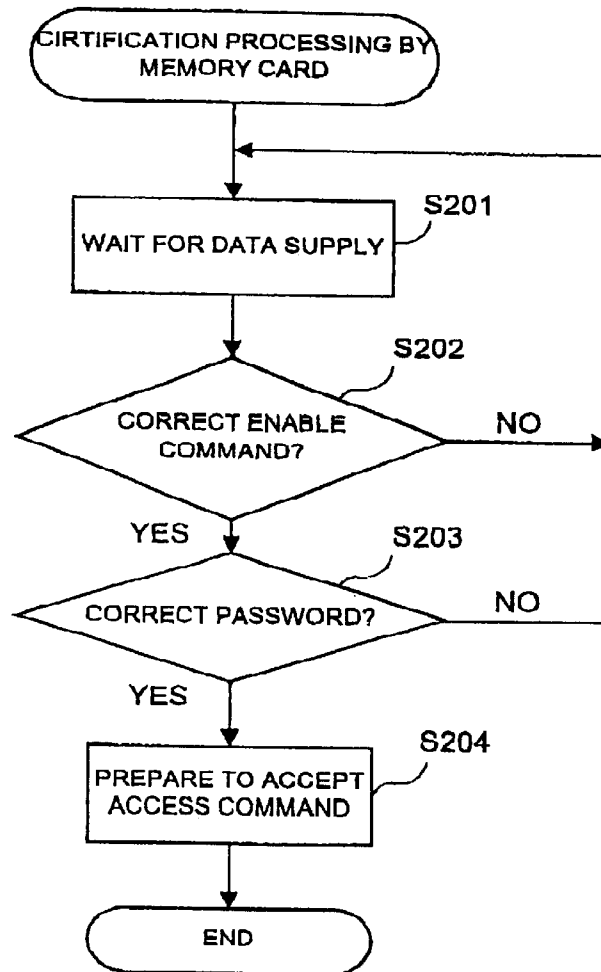 CIRTIFICATION PROCESSING BY
MEMORY CARD
S201
WAIT FOR DATA SUPPLY
S202
CORRECT ENABLE
COMMAND?
NO
YES
S203
CORRECT PASSWORD?
NO
YES
S204
PREPARE TO ACCEPT
ACCESS COMMAND
END